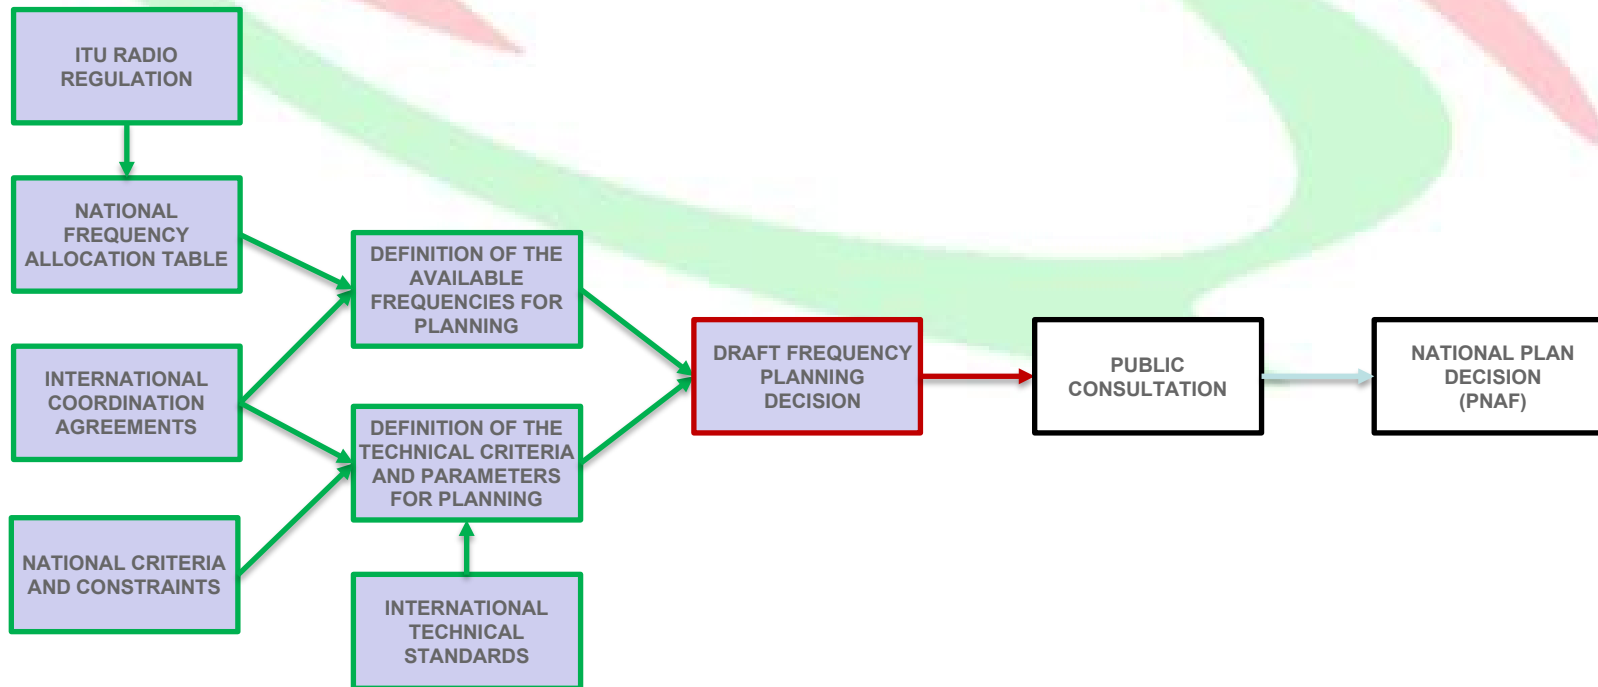 ITU RADIO
REGULATION
NATIONAL
FREQUENCY
ALLOCATION TABLE
INTERNATIONAL
COORDINATION
AGREEMENTS
NATIONAL CRITERIA
AND CONSTRAINTS
DEFINITION OF THE
AVAILABLE
FREQUENCIES FOR
PLANNING
DEFINITION OF THE
TECHNICAL CRITERIA
AND PARAMETERS
FOR PLANNING
INTERNATIONAL
TECHNICAL
STANDARDS
DRAFT FREQUENCY
PLANNING
DECISION
PUBLIC
CONSULTATION
NATIONAL PLAN
DECISION
(PNAF)